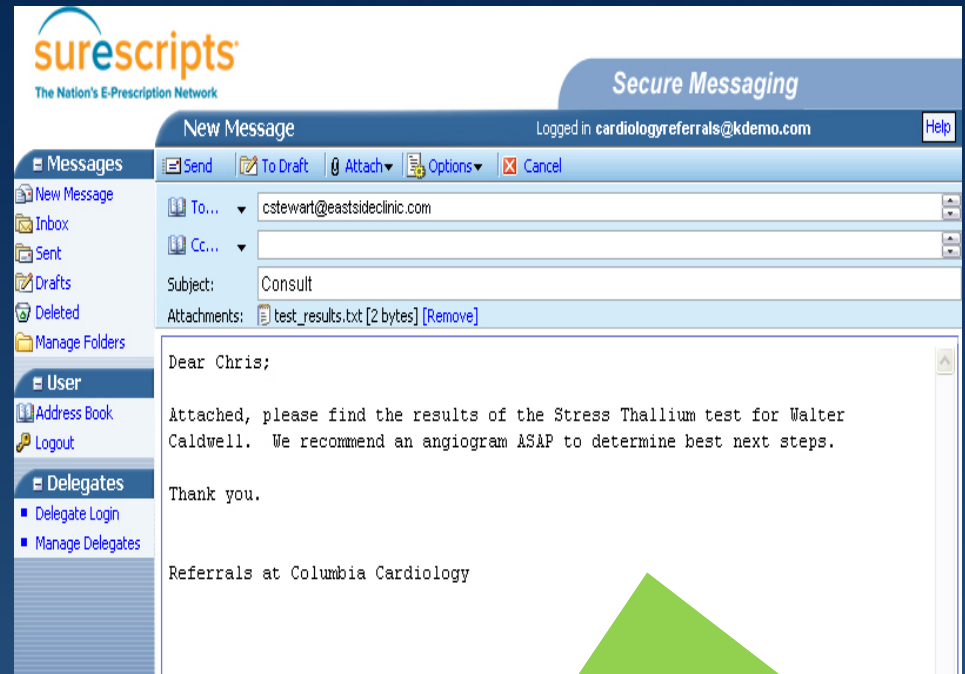 surescripts
The Nation's E-Prescription Network
Secure Messaging
New Message
Logged in cardiologyreferrals@kdemo.com
Help
Messages
New Message
Inbox
Sent
Drafts
Deleted
Manage Folders
User
Address Book
Logout
Delegates
Delegate Login
Manage Delegates
Send To Draft Attach Options Cancel
To... cstewart@eastsideclinic.com
Cc...
Subject: Consult
Attachments: test_results.txt [2 bytes] [Remove]
Dear Chris;
Attached, please find the results of the Stress Thallium test for Walter
Caldwell. We recommend an angiogram ASAP to determine best next steps.
Thank you.
Referrals at Columbia Cardiology